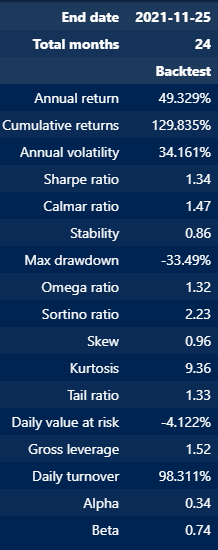 End date 2021-11-25
Total months 24
Backtest
Annual return 49.329%
Cumulative returns 129.835%
Annual volatility 34.161%
Sharpe ratio 1.34
Calmar ratio 1.47
Stability 0.86
Max drawdown -33.49%
Omega ratio 1.32
Sortino ratio 2.23
Skew 0.96
Kurtosis 9.36
Tail ratio 1.33
Daily value at risk -4.122%
Gross leverage 1.52
Daily turnover 98.311%
Alpha 0.34
Beta 0.74